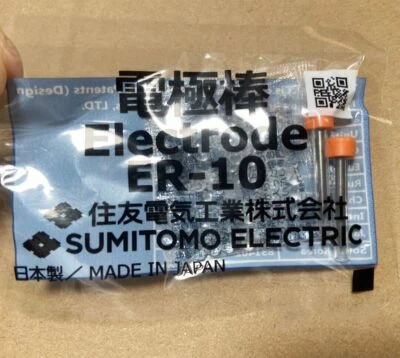 電極棒
Electrode
ER-10
住友電気工業株式会社
SUMITOMO ELECTRIC
日本製/MADE IN JAPAN